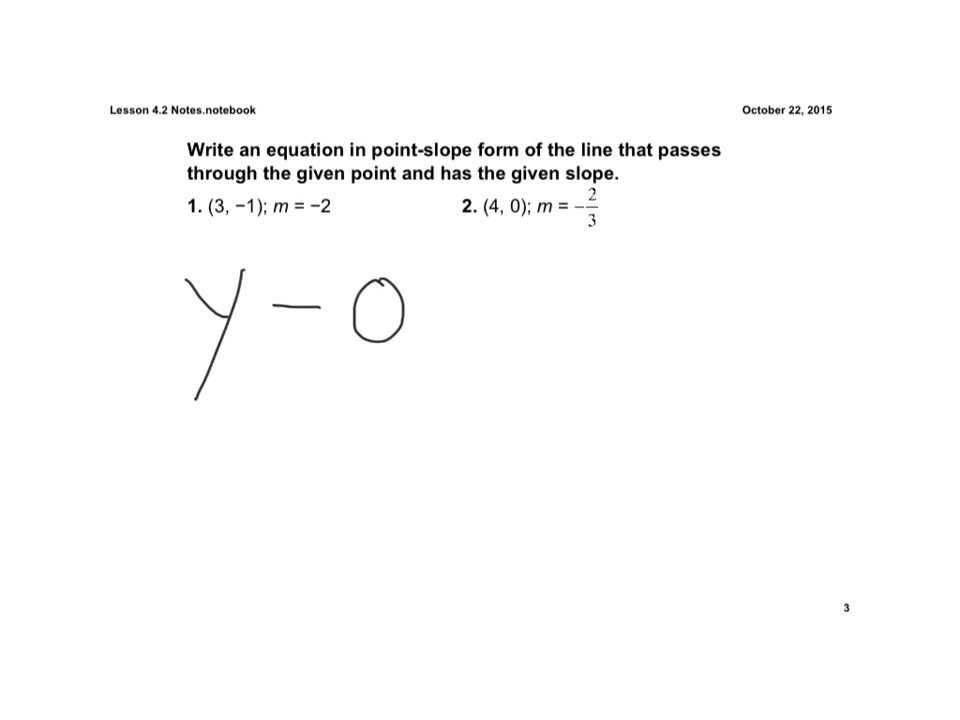 Lesson 4.2 Notes.notebook October 22, 2015
Write an equation in point-slope form of the line that passes
through the given point and has the given slope.
1. (3, −1); m = −2 2. (4, 0); m = −2/3
y − 0
3